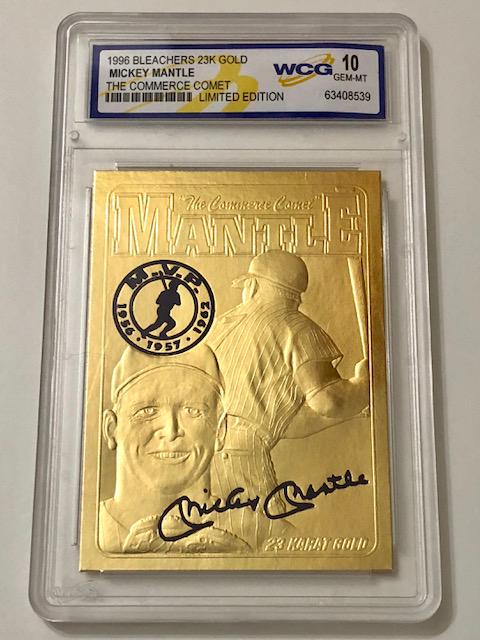 1996 BLEACHERS 23K GOLD
MICKEY MANTLE
THE COMMERCE COMET
LIMITED EDITION
WCG
10
GEM-MT
63408539
"The Commerce Comet"
MANTLE
M.V.P.
1956 • 1957 • 1962
Mickey Mantle
23 KARAT GOLD